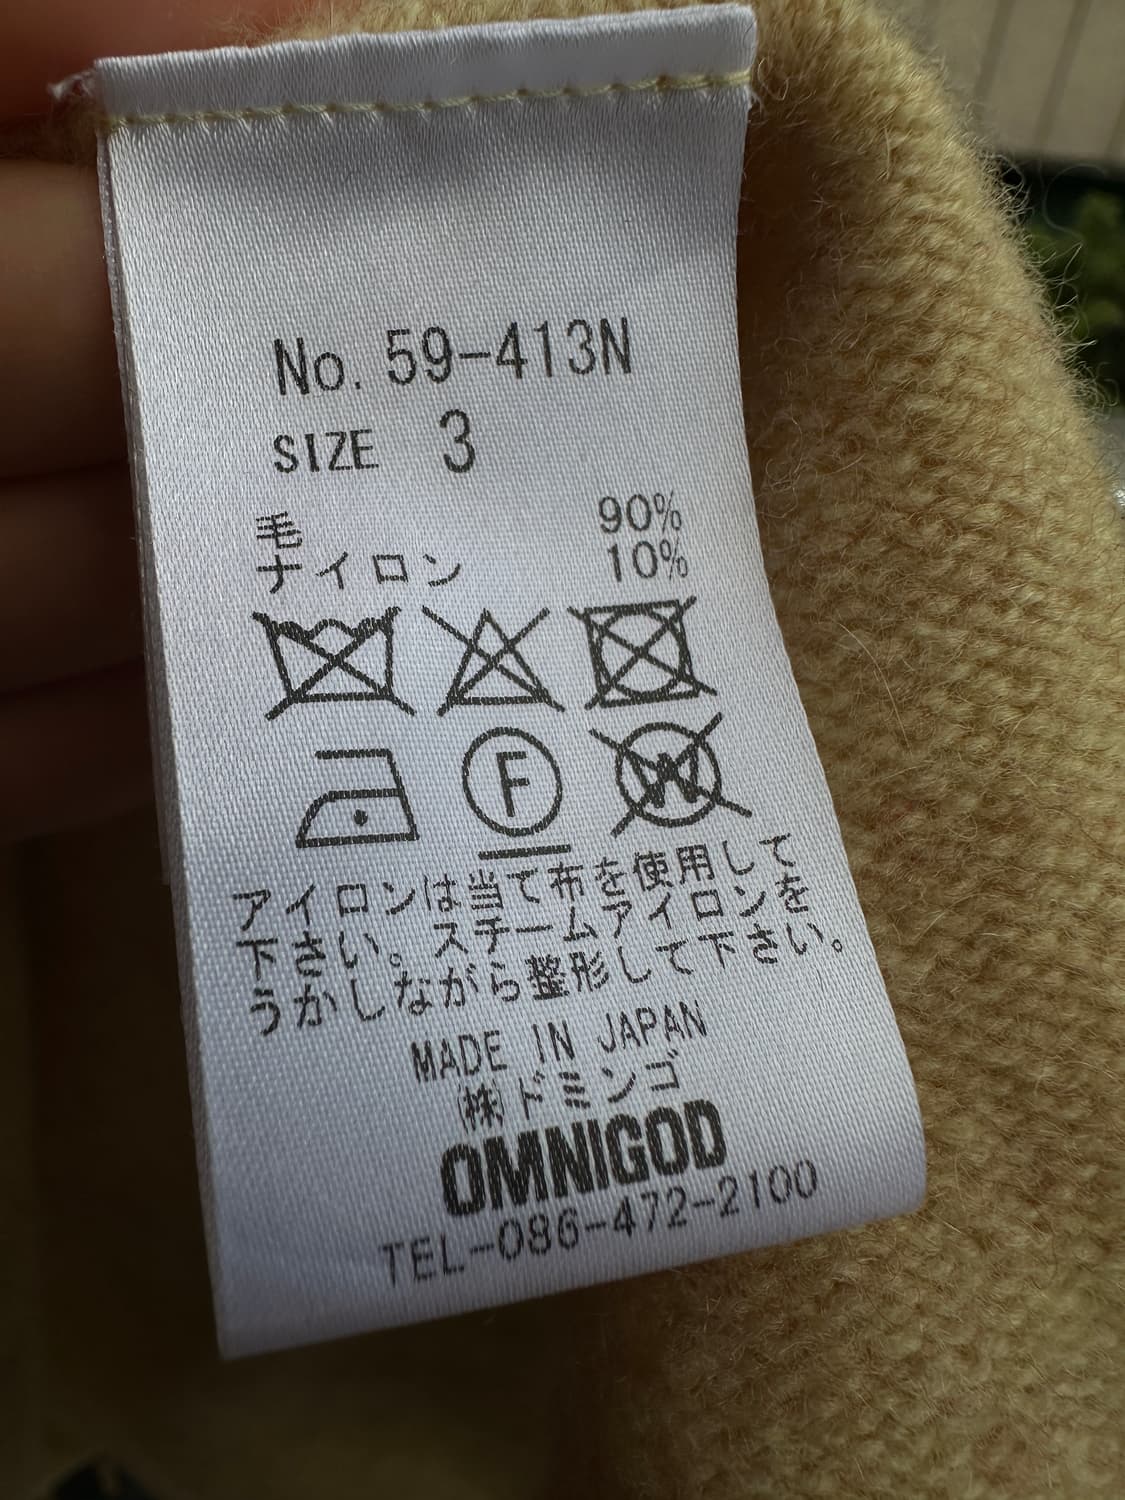 No. 59-413N
SIZE 3
毛 90%
ナイロン 10%
F W
アイロンは当て布を使用して
下さい。スチームアイロンを
うかしながら整形して下さい。
MADE IN JAPAN
㈱ドミンゴ
OMNIGOD
TEL-086-472-2100